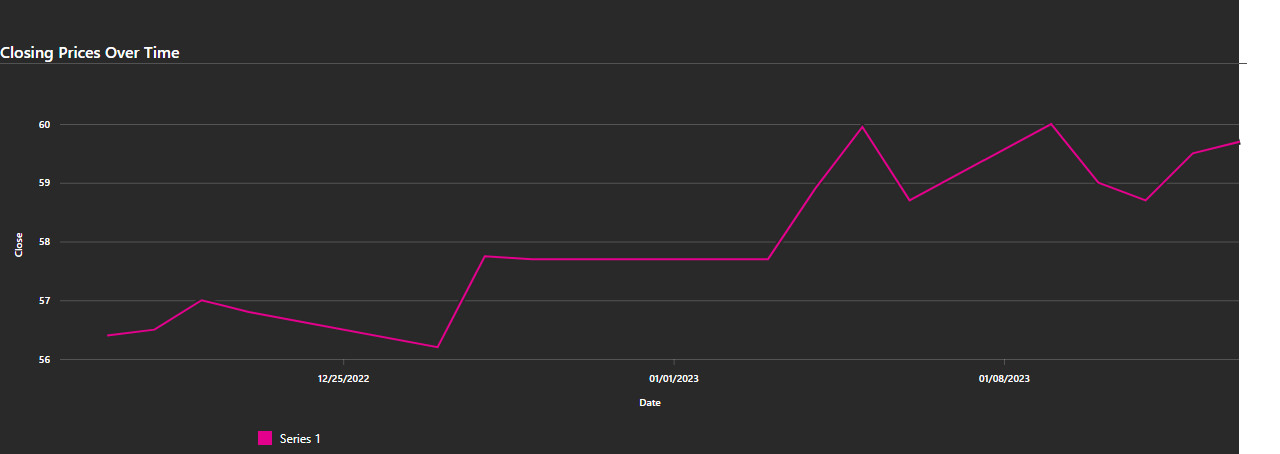 Closing Prices Over Time
60
59
58
57
56
Close
12/25/2022 01/01/2023 01/08/2023
Date
Series 1